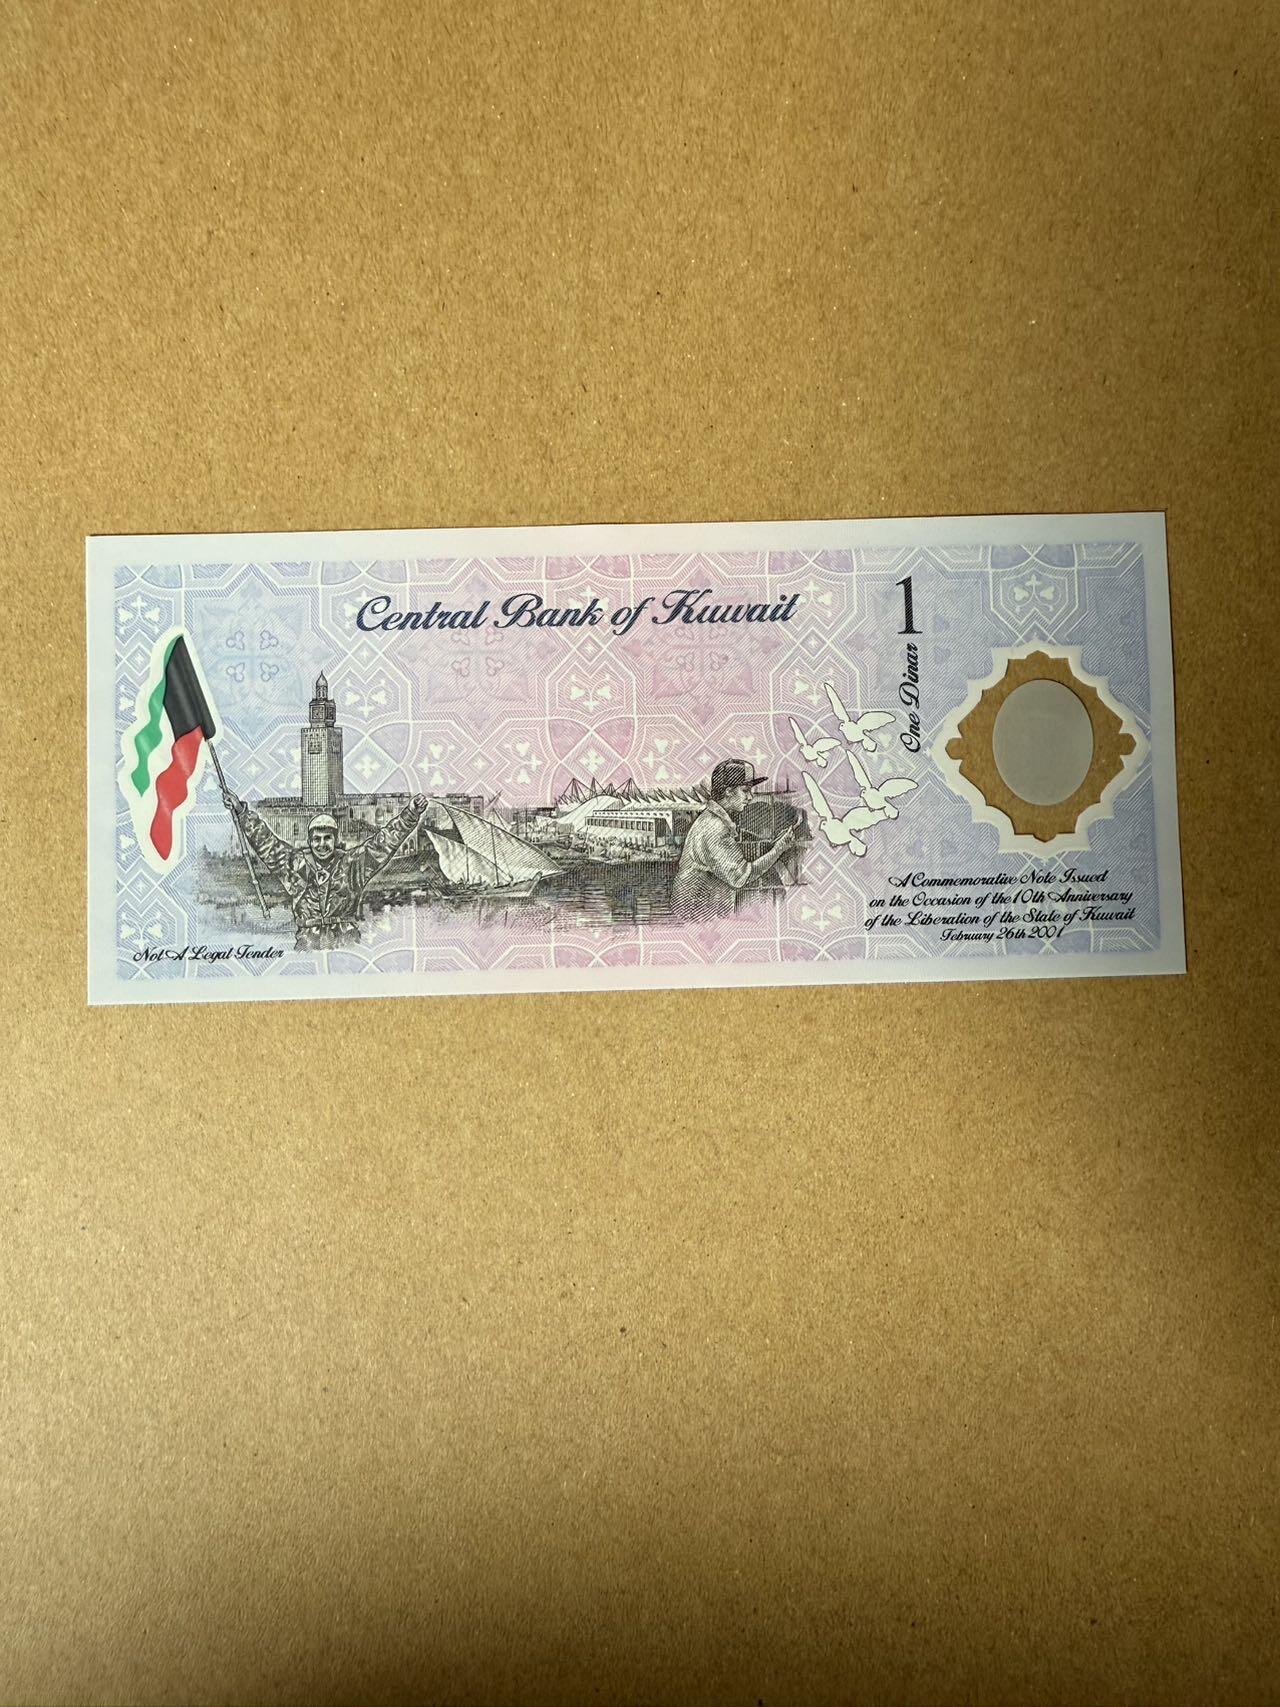 Central Bank of Kuwait
1
One Dinar
A Commemorative Note Issued
on the Occasion of the 10th Anniversary
of the Liberation of the State of Kuwait
February 26th 2001
Not A Legal Tender